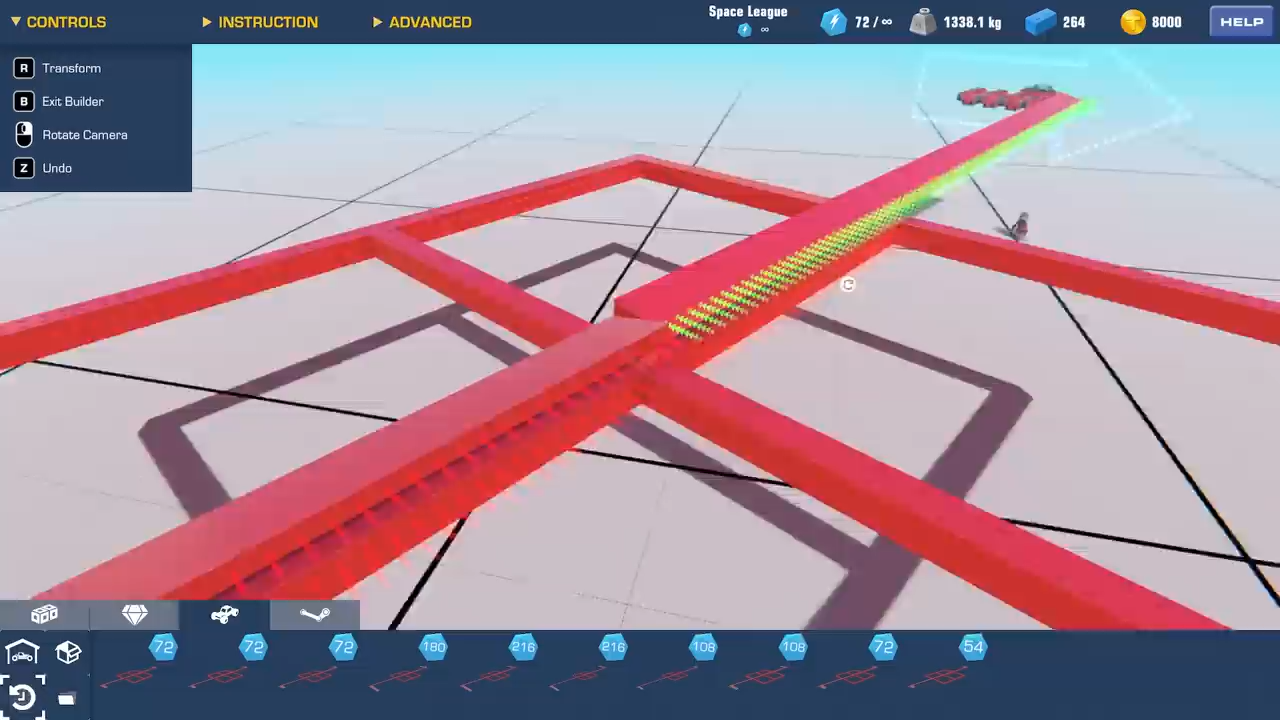 CONTROLS
INSTRUCTION
ADVANCED
Space League
∞
72 / ∞
1338.1 kg
264
8000
HELP
R Transform
B Exit Builder
Rotate Camera
Z Undo
72 72 72 180 216 216 108 108 72 54